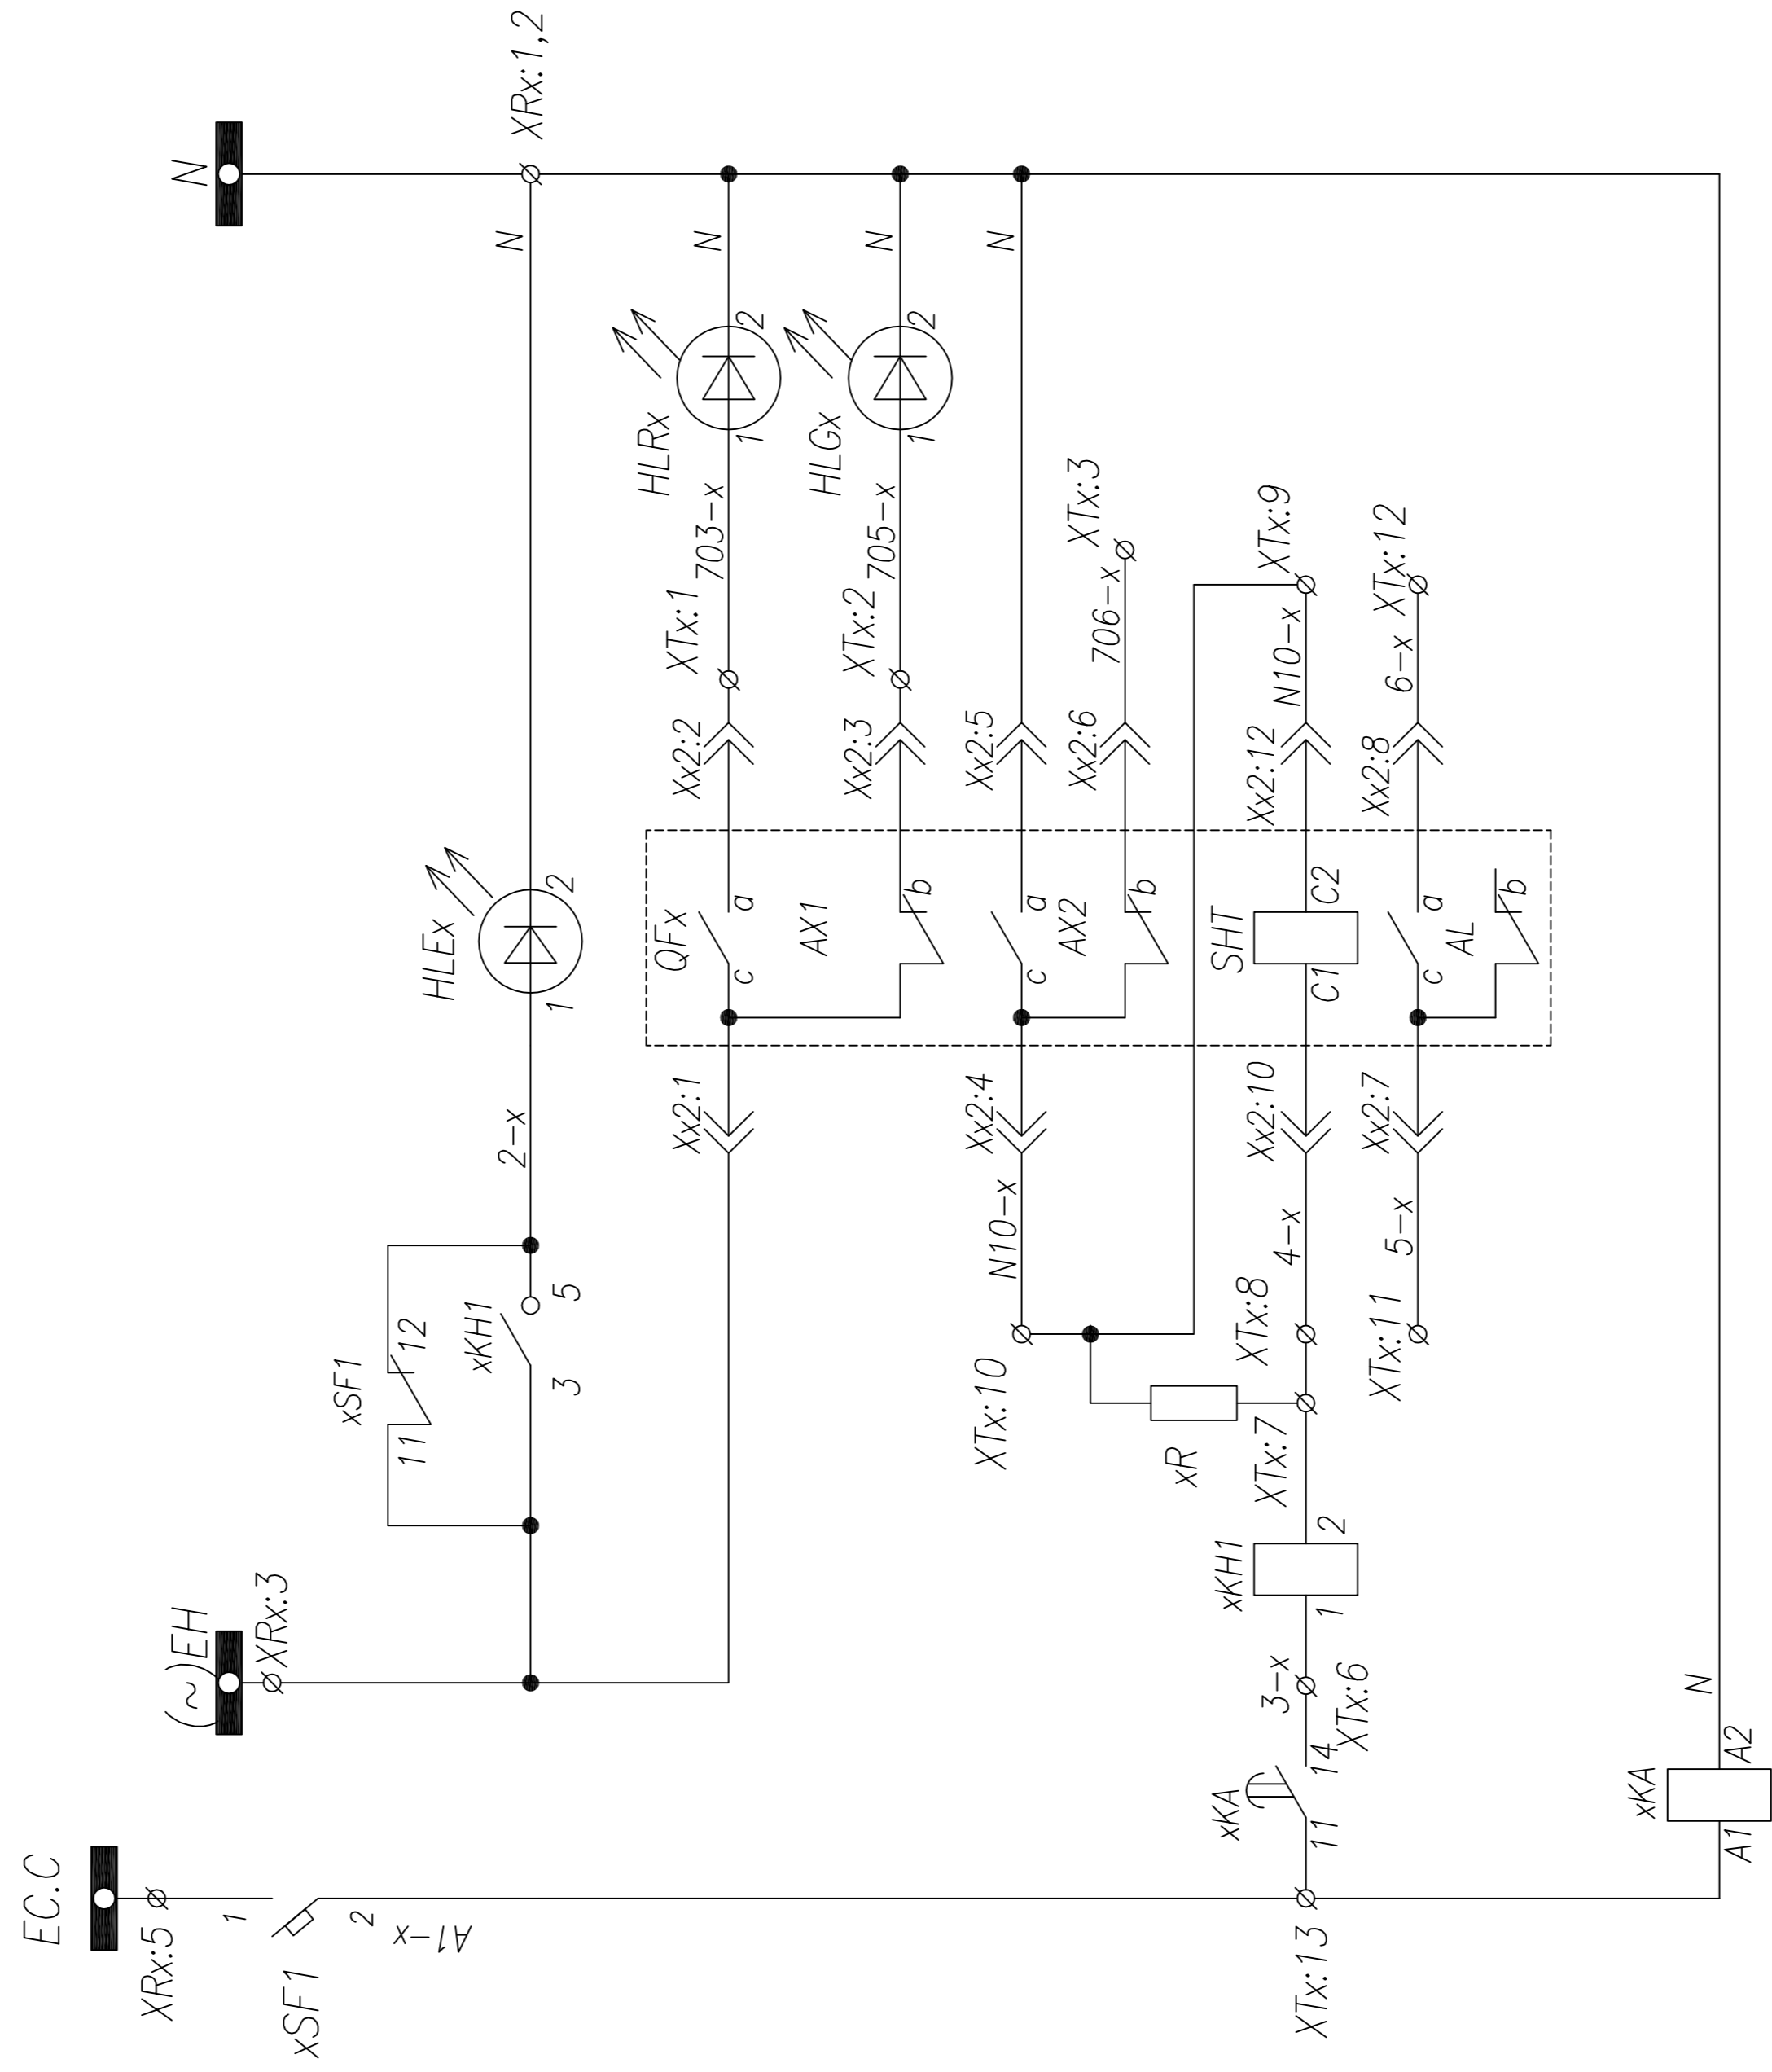 EC.C
XRx:5
1
xSF1
2
A1-x
(~)EH
XRx:3
N
XRx:1,2
xSF1
11
12
xKH1
3
5
2-x
HLEx
1
2
N
Xx2:1
QFx
c
a
AX1
b
Xx2:2
XTx:1
703-x
HLRx
1
2
N
Xx2:3
XTx:2
705-x
HLGx
1
2
N
XTx:10
N10-x
Xx2:4
c
a
AX2
b
Xx2:5
N
Xx2:6
706-x
XTx:3
XTx:13
xKA
11
14
3-x
XTx:6
xKH1
1
2
xR
XTx:7
XTx:8
4-x
Xx2:10
SHT
C1
C2
Xx2:12
N10-x
XTx:9
XTx:11
5-x
Xx2:7
c
a
AL
b
Xx2:8
6-x
XTx:12
xKA
A1
A2
N